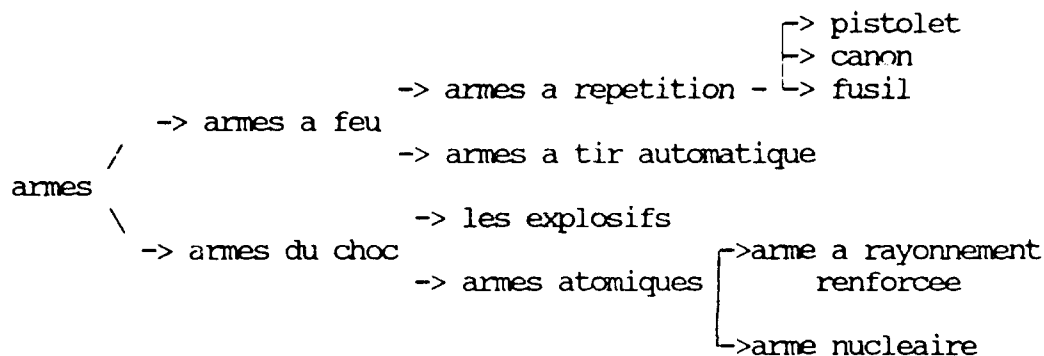 -> pistolet
-> canon
-> armes a repetition - -> fusil
-> armes a feu
-> armes a tir automatique
armes
-> les explosifs
-> armes du choc
->arme a rayonnement
-> armes atomiques renforcee
->arme nucleaire